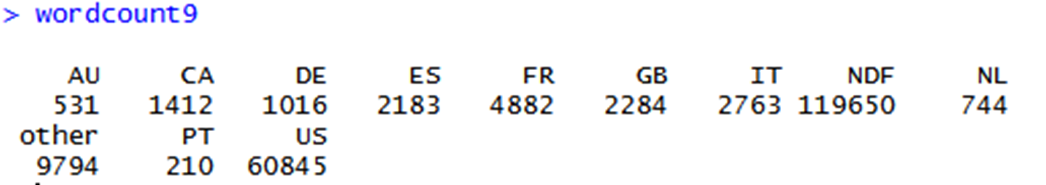 > wordcount9
AU CA DE ES FR GB IT NDF NL
531 1412 1016 2183 4882 2284 2763 119650 744
other PT US
9794 210 60845